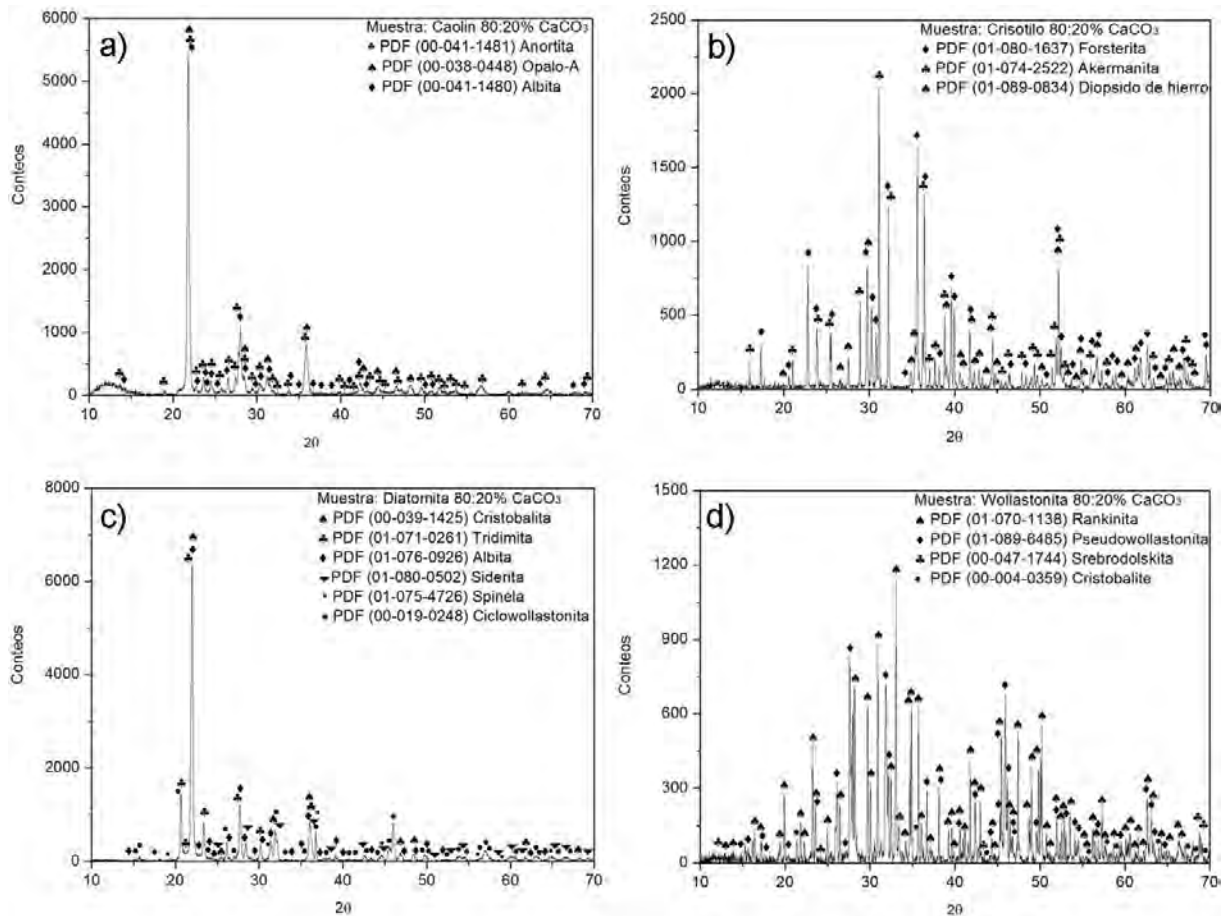 a)
Muestra: Caolin 80:20% CaCO₃
PDF (00-041-1481) Anortita
PDF (00-038-0448) Opalo-A
PDF (00-041-1480) Albita
Conteos
6000
5000
4000
3000
2000
1000
0
10 20 30 40 50 60 70
2θ
b)
Muestra: Crisotilo 80:20% CaCO₃
PDF (01-080-1637) Forsterita
PDF (01-074-2522) Akermanita
PDF (01-089-0834) Diopsido de hierro
Conteos
2500
2000
1500
1000
500
0
10 20 30 40 50 60 70
2θ
c)
Muestra: Diatomita 80:20% CaCO₃
PDF (00-039-1425) Cristobalita
PDF (01-071-0261) Tridimita
PDF (01-076-0926) Albita
PDF (01-080-0502) Siderita
PDF (01-075-4726) Spinela
PDF (00-019-0248) Ciclowollastonita
Conteos
8000
6000
4000
2000
0
10 20 30 40 50 60 70
2θ
d)
Muestra: Wollastonita 80:20% CaCO₃
PDF (01-070-1138) Rankinita
PDF (01-089-6485) Pseudowollastonita
PDF (00-047-1744) Srebrodolskita
PDF (00-004-0359) Cristobalite
Conteos
1500
1200
900
600
300
0
10 20 30 40 50 60 70
2θ